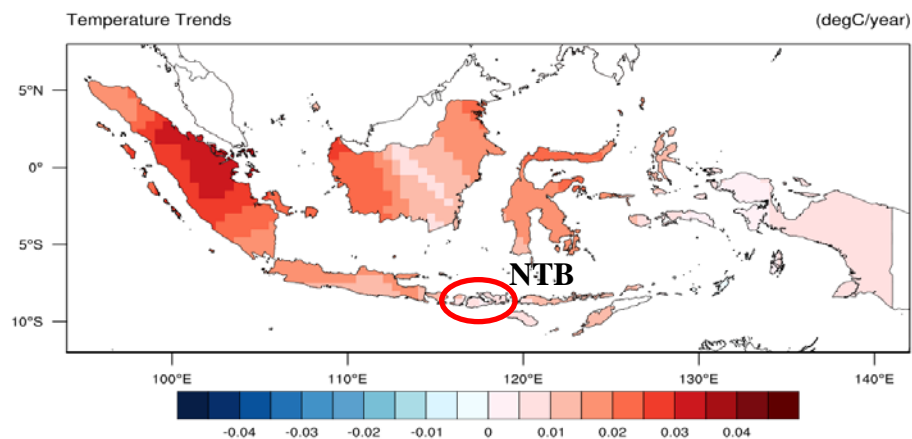 Temperature Trends (degC/year)
5°N
0°
5°S
NTB
10°S
100°E 110°E 120°E 130°E 140°E
-0.04 -0.03 -0.02 -0.01 0 0.01 0.02 0.03 0.04